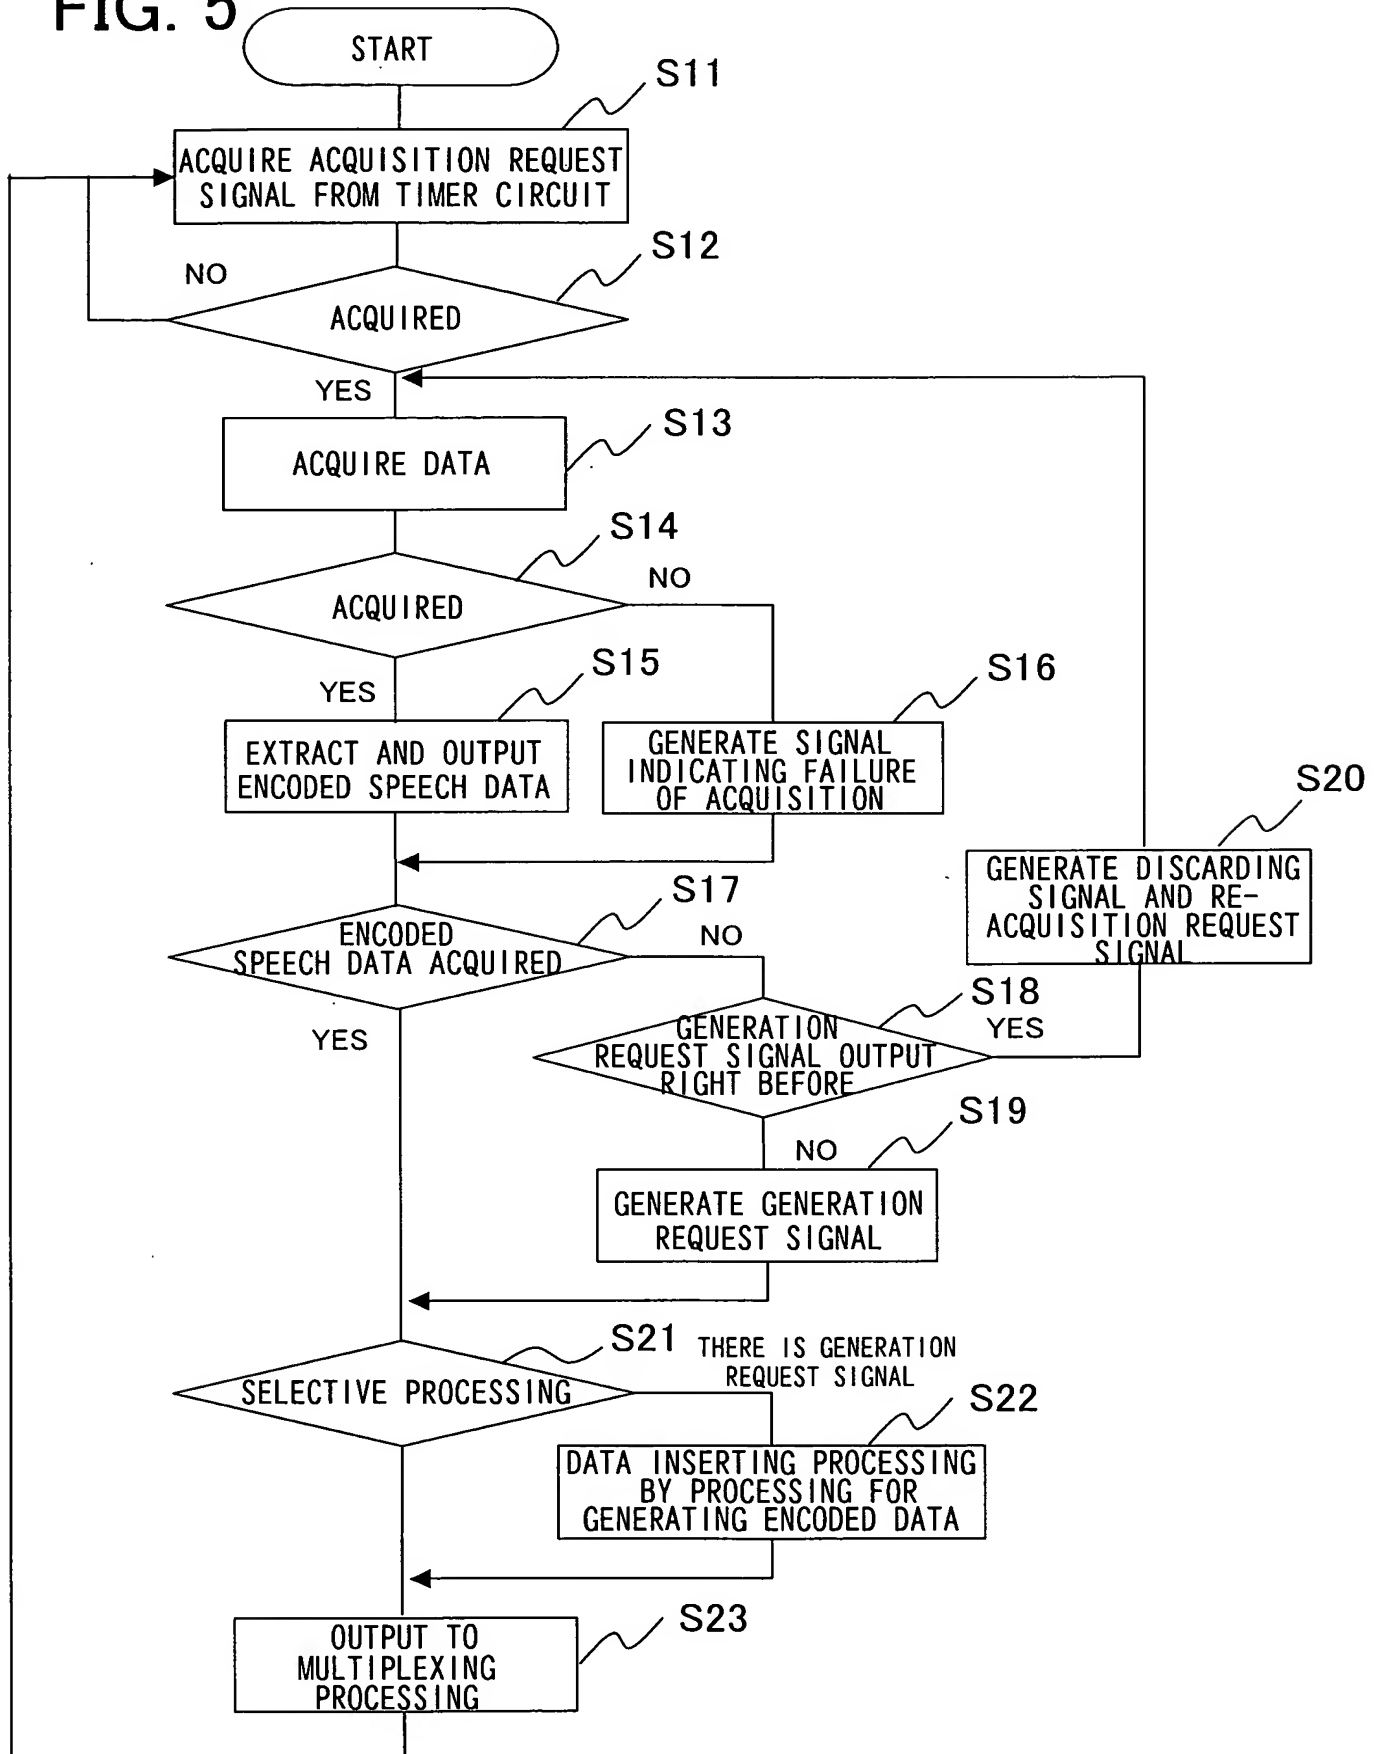 FIG. 5
START
S11
ACQUIRE ACQUISITION REQUEST
SIGNAL FROM TIMER CIRCUIT
S12
NO
ACQUIRED
YES
S13
ACQUIRE DATA
S14
NO
ACQUIRED
YES
S15
EXTRACT AND OUTPUT
ENCODED SPEECH DATA
S16
GENERATE SIGNAL
INDICATING FAILURE
OF ACQUISITION
S20
GENERATE DISCARDING
SIGNAL AND RE-
ACQUISITION REQUEST
SIGNAL
S17
ENCODED
SPEECH DATA ACQUIRED
NO
YES
S18
GENERATION
REQUEST SIGNAL OUTPUT
RIGHT BEFORE
YES
NO
S19
GENERATE GENERATION
REQUEST SIGNAL
S21
SELECTIVE PROCESSING
THERE IS GENERATION
REQUEST SIGNAL
S22
DATA INSERTING PROCESSING
BY PROCESSING FOR
GENERATING ENCODED DATA
S23
OUTPUT TO
MULTIPLEXING
PROCESSING